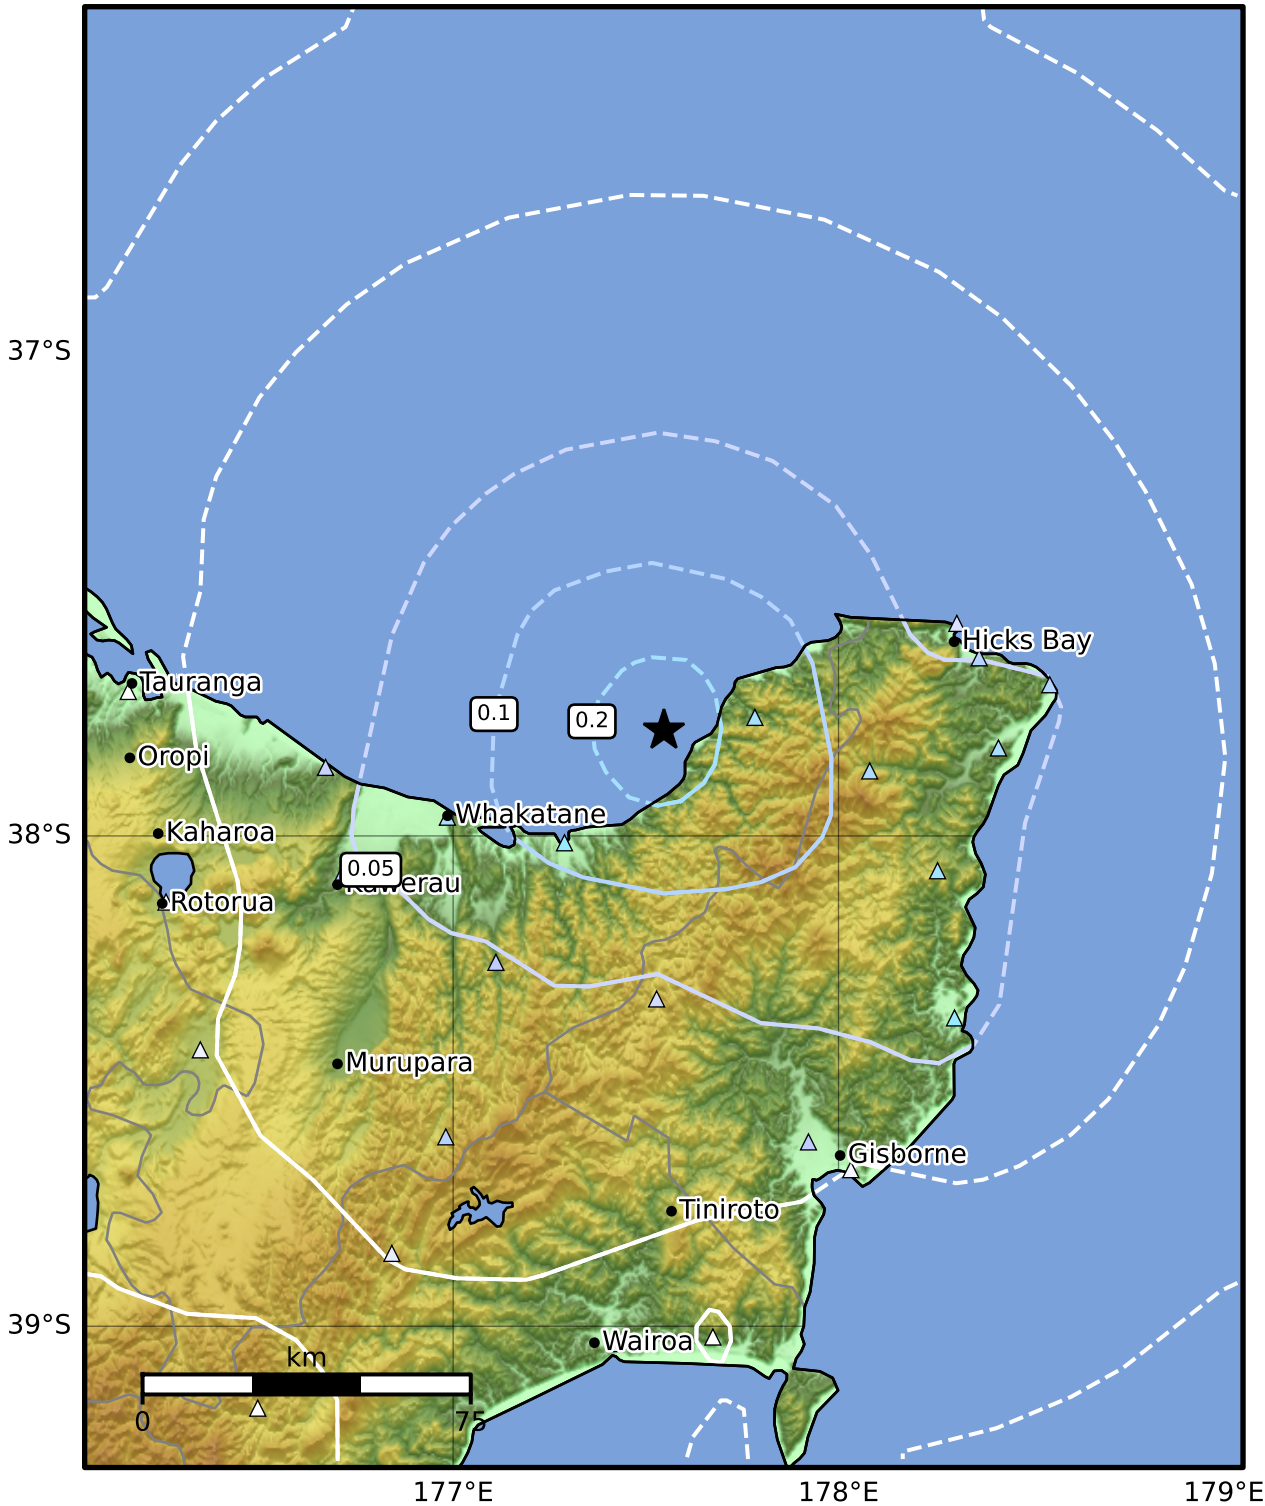 37°S
Hicks Bay
Tauranga
0.1
0.2
Oropi
Whakatane
Kaharoa
38°S
0.05
Kawerau
Rotorua
Murupara
Gisborne
Tiniroto
39°S
Wairoa
km
0
75
177°E
178°E
179°E